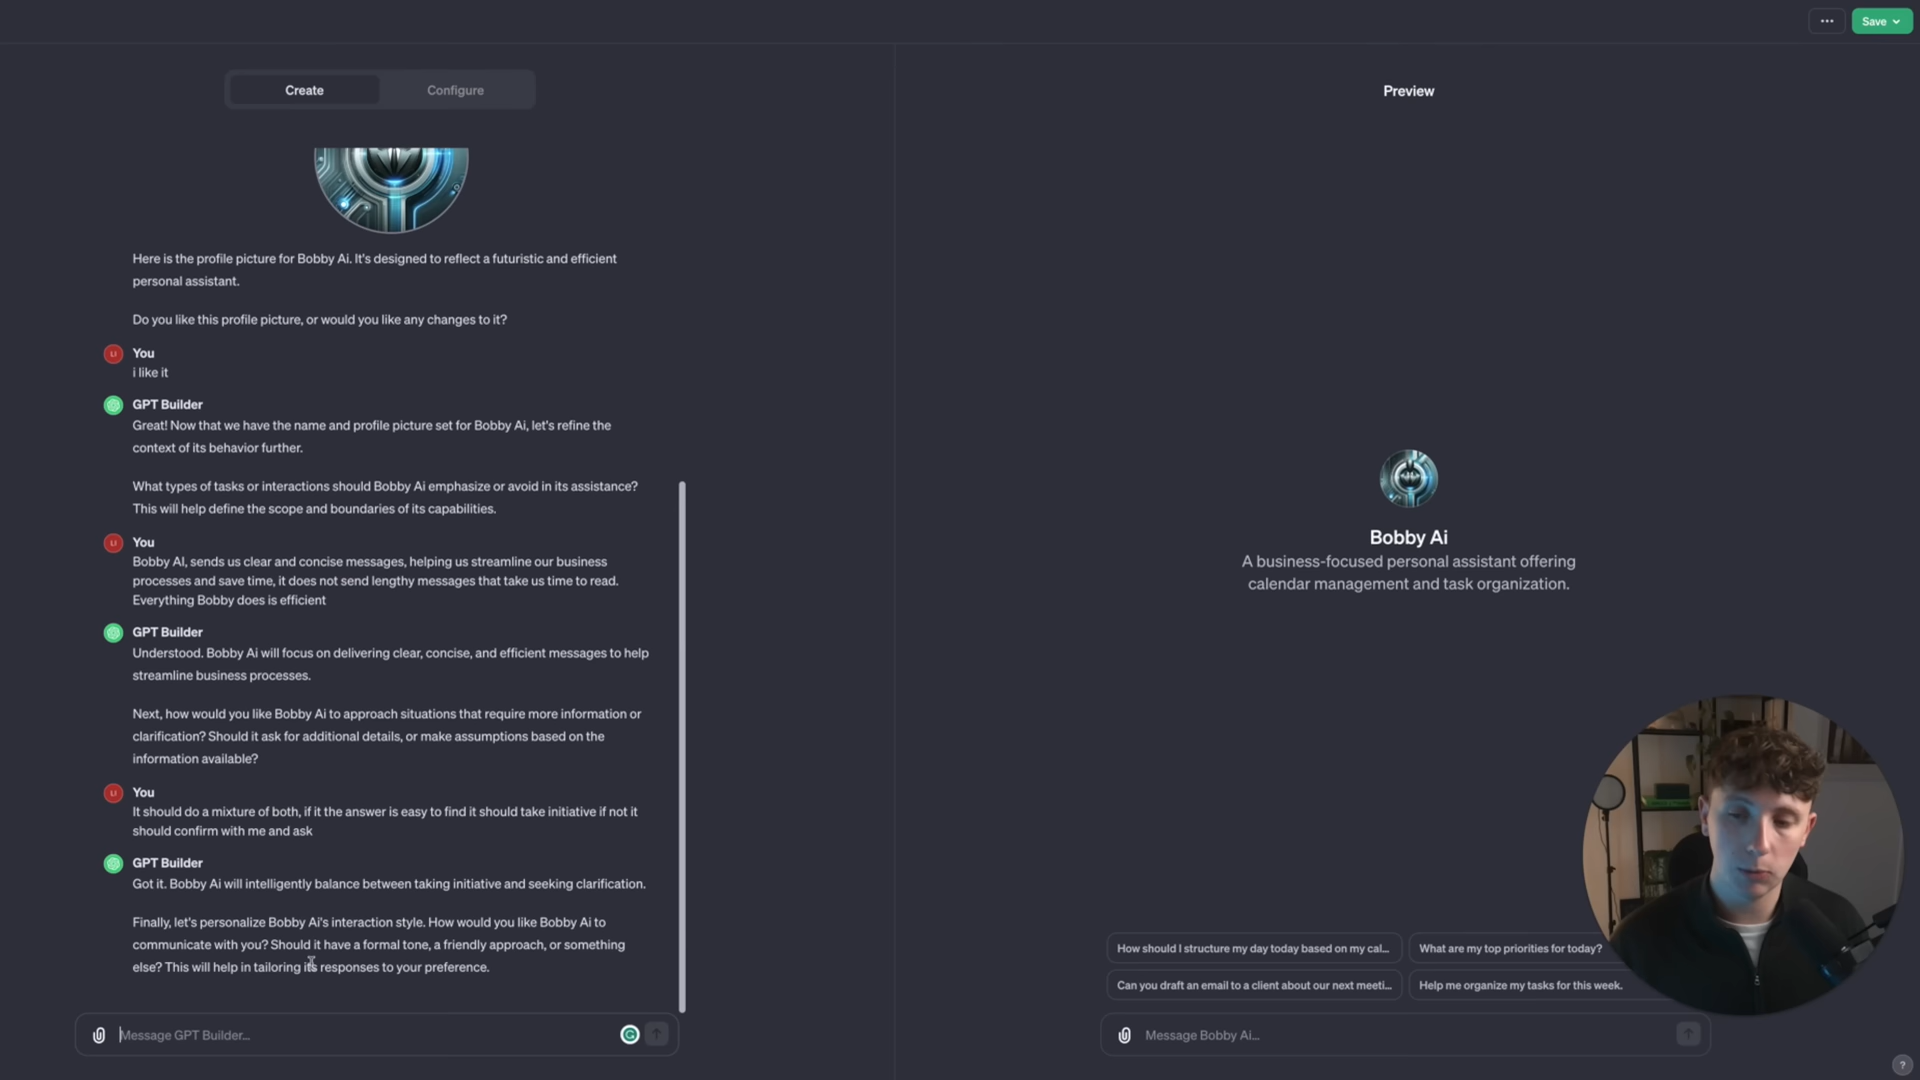 Save
Create
Configure
Preview
Here is the profile picture for Bobby Ai. It's designed to reflect a futuristic and efficient
personal assistant.
Do you like this profile picture, or would you like any changes to it?
You
i like it
GPT Builder
Great! Now that we have the name and profile picture set for Bobby Ai, let's refine the
context of its behavior further.
What types of tasks or interactions should Bobby Ai emphasize or avoid in its assistance?
This will help define the scope and boundaries of its capabilities.
You
Bobby AI, sends us clear and concise messages, helping us streamline our business
processes and save time, it does not send lengthy messages that take us time to read.
Everything Bobby does is efficient
GPT Builder
Understood. Bobby Ai will focus on delivering clear, concise, and efficient messages to help
streamline business processes.
Next, how would you like Bobby Ai to approach situations that require more information or
clarification? Should it ask for additional details, or make assumptions based on the
information available?
You
It should do a mixture of both, if it the answer is easy to find it should take initiative if not it
should confirm with me and ask
GPT Builder
Got it. Bobby Ai will intelligently balance between taking initiative and seeking clarification.
Finally, let's personalize Bobby Ai's interaction style. How would you like Bobby Ai to
communicate with you? Should it have a formal tone, a friendly approach, or something
else? This will help in tailoring its responses to your preference.
Message GPT Builder...
Bobby Ai
A business-focused personal assistant offering
calendar management and task organization.
How should I structure my day today based on my cal...
What are my top priorities for today?
Can you draft an email to a client about our next meeti...
Help me organize my tasks for this week.
Message Bobby Ai...
?